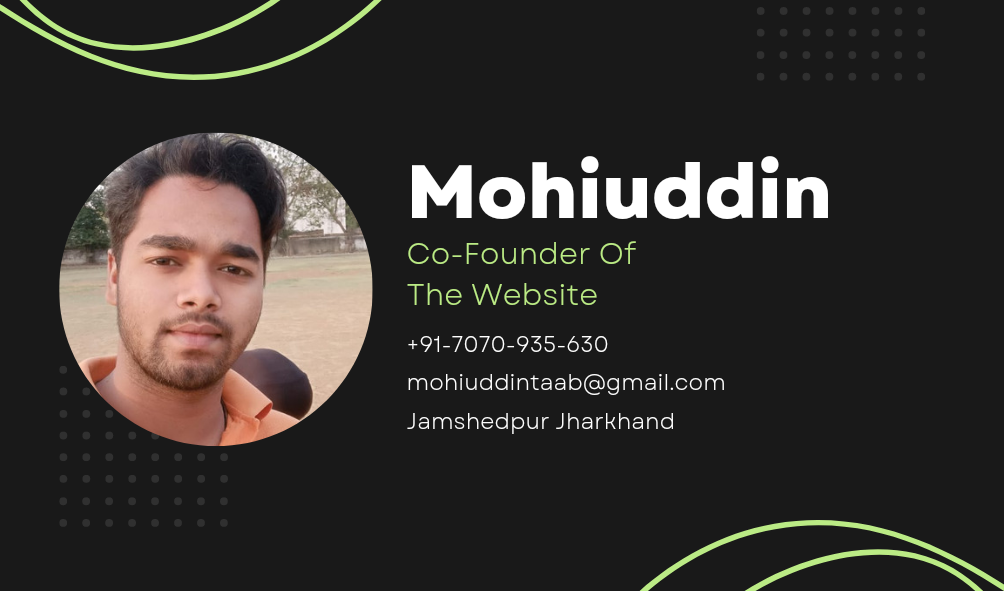 Mohiuddin
Co-Founder Of
The Website
+91-7070-935-630
mohiuddintaab@gmail.com
Jamshedpur Jharkhand